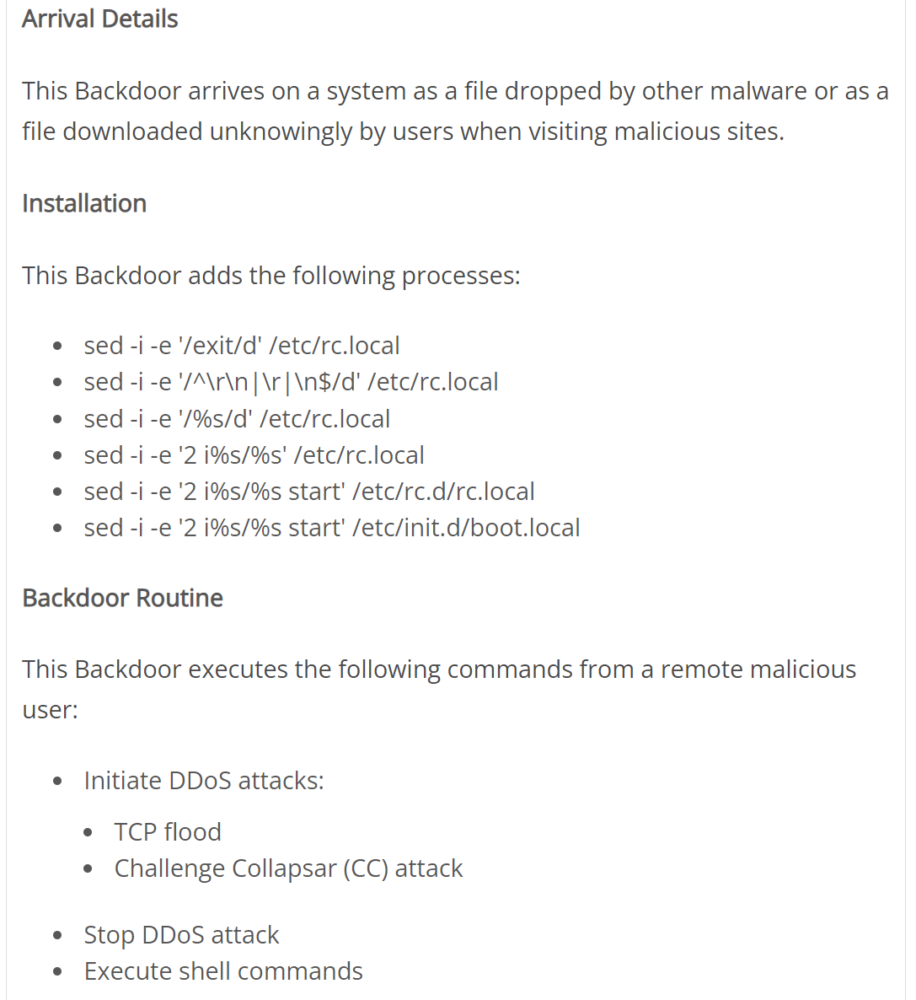 Arrival Details
This Backdoor arrives on a system as a file dropped by other malware or as a
file downloaded unknowingly by users when visiting malicious sites.
Installation
This Backdoor adds the following processes:
• sed -i -e '/exit/d' /etc/rc.local
• sed -i -e '/^\r\n|\r|\n$/d' /etc/rc.local
• sed -i -e '/%s/d' /etc/rc.local
• sed -i -e '2 i%s/%s' /etc/rc.local
• sed -i -e '2 i%s/%s start' /etc/rc.d/rc.local
• sed -i -e '2 i%s/%s start' /etc/init.d/boot.local
Backdoor Routine
This Backdoor executes the following commands from a remote malicious
user:
• Initiate DDoS attacks:
• TCP flood
• Challenge Collapsar (CC) attack
• Stop DDoS attack
• Execute shell commands